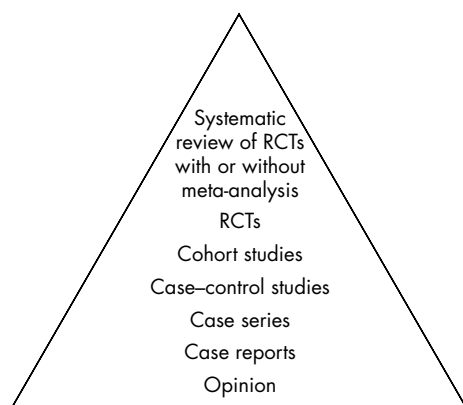 Systematic
review of RCTs
with or without
meta-analysis
RCTs
Cohort studies
Case–control studies
Case series
Case reports
Opinion